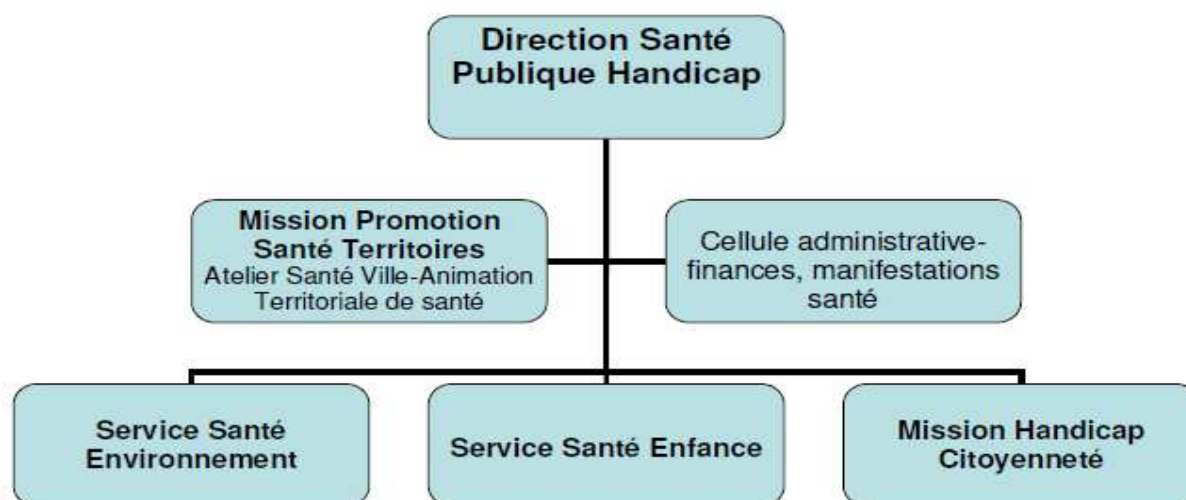 Direction Santé
Publique Handicap
Mission Promotion
Santé Territoires
Atelier Santé Ville-Animation
Territoriale de santé
Cellule administrative-
finances, manifestations
santé
Service Santé
Environnement
Service Santé Enfance
Mission Handicap
Citoyenneté